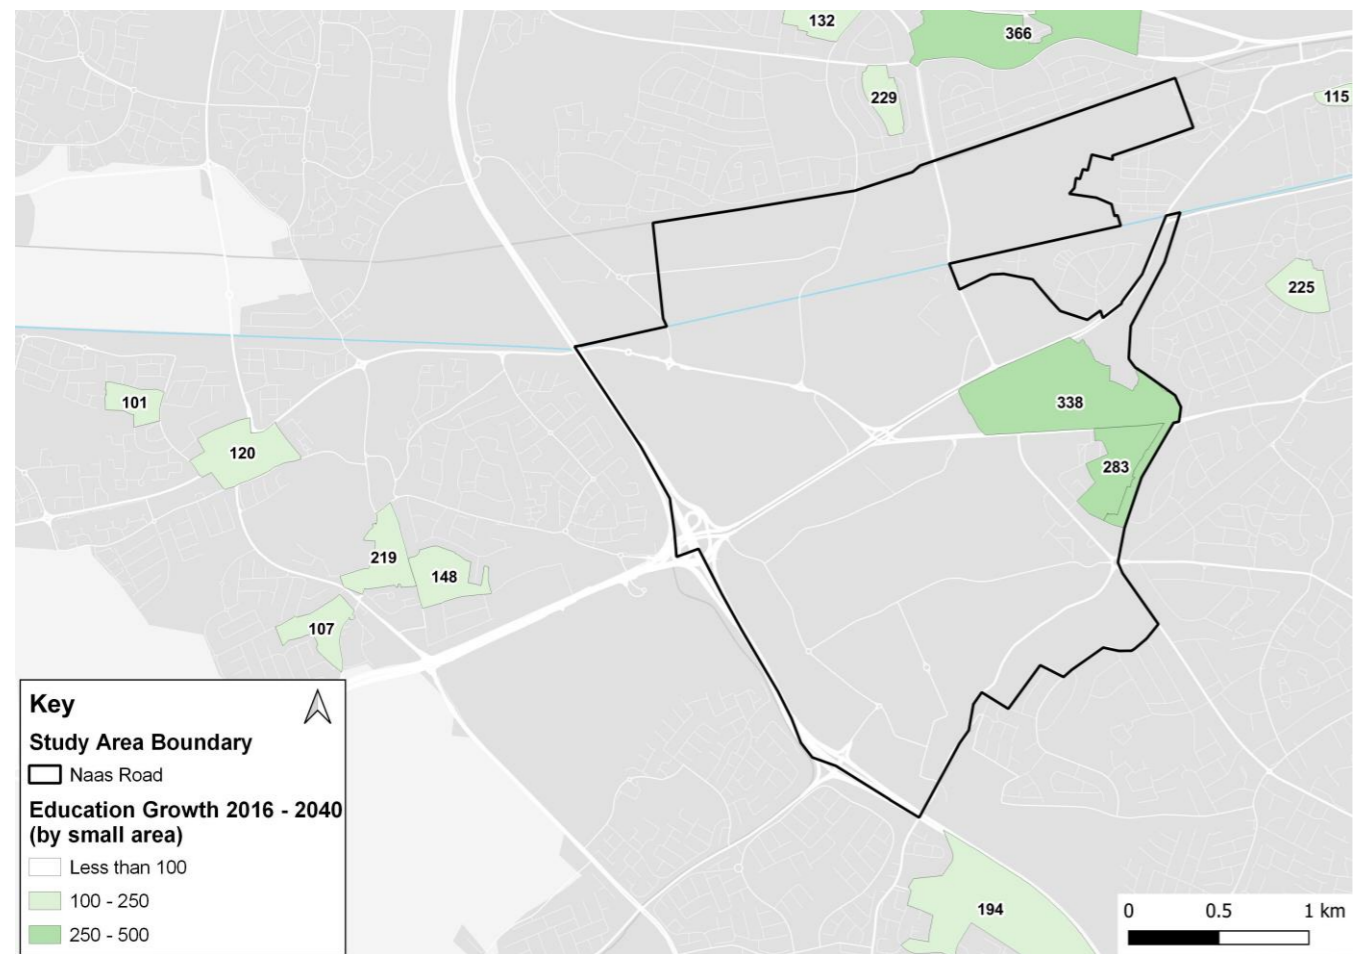 132
366
229
115
225
101
338
120
283
219
148
107
Key
Study Area Boundary
Naas Road
Education Growth 2016 - 2040
(by small area)
Less than 100
100 - 250
250 - 500
194
0 0.5 1 km